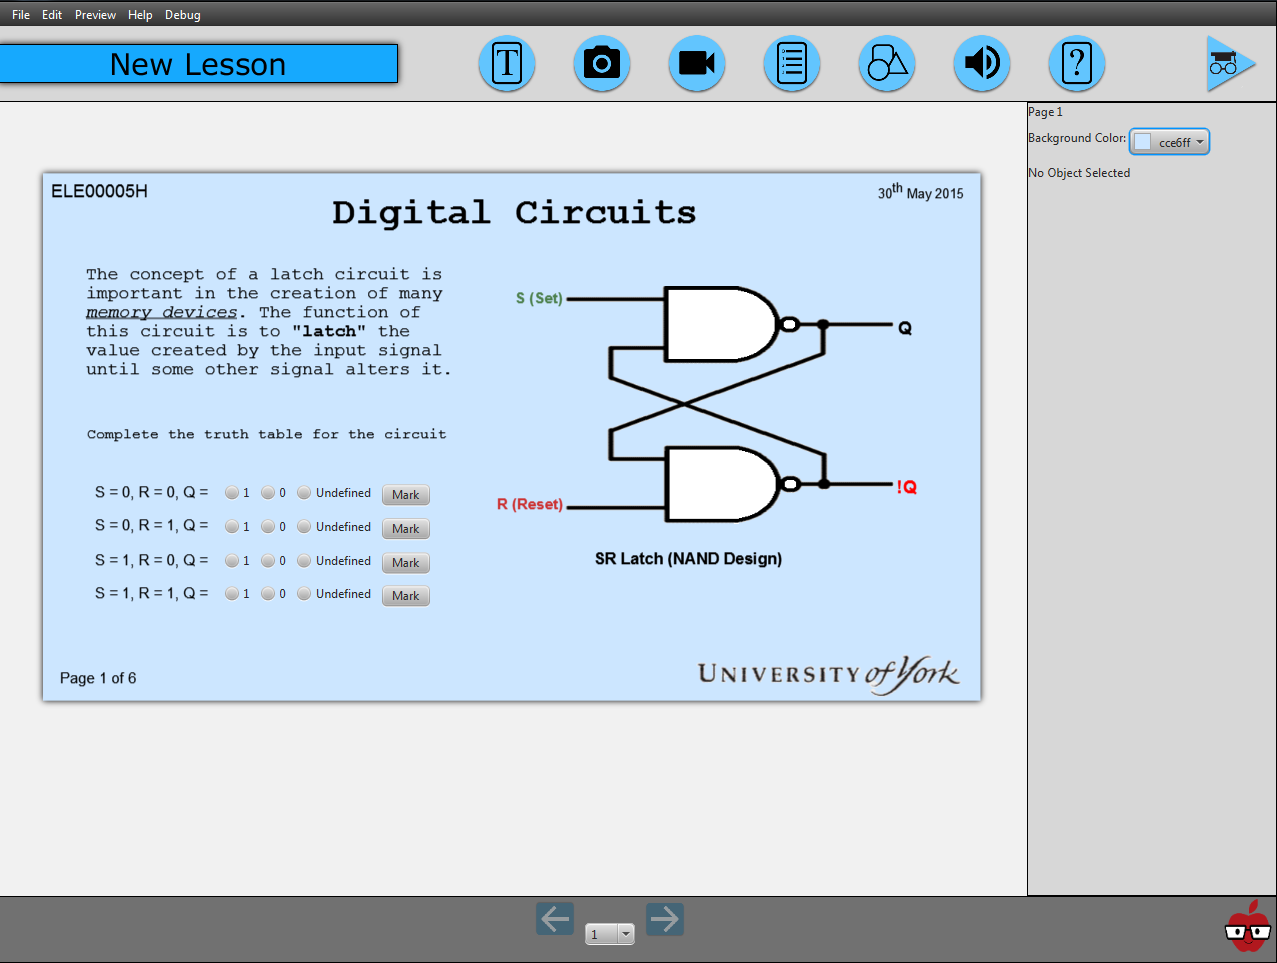 File Edit Preview Help Debug
New Lesson
T
?
Page 1
Background Color: cce6ff
No Object Selected
ELE00005H
30th May 2015
Digital Circuits
The concept of a latch circuit is
important in the creation of many
memory devices. The function of
this circuit is to "latch" the
value created by the input signal
until some other signal alters it.
Complete the truth table for the circuit
S = 0, R = 0, Q = 1 0 Undefined Mark
S = 0, R = 1, Q = 1 0 Undefined Mark
S = 1, R = 0, Q = 1 0 Undefined Mark
S = 1, R = 1, Q = 1 0 Undefined Mark
S (Set)
Q
R (Reset)
!Q
SR Latch (NAND Design)
Page 1 of 6
UNIVERSITY of York
1